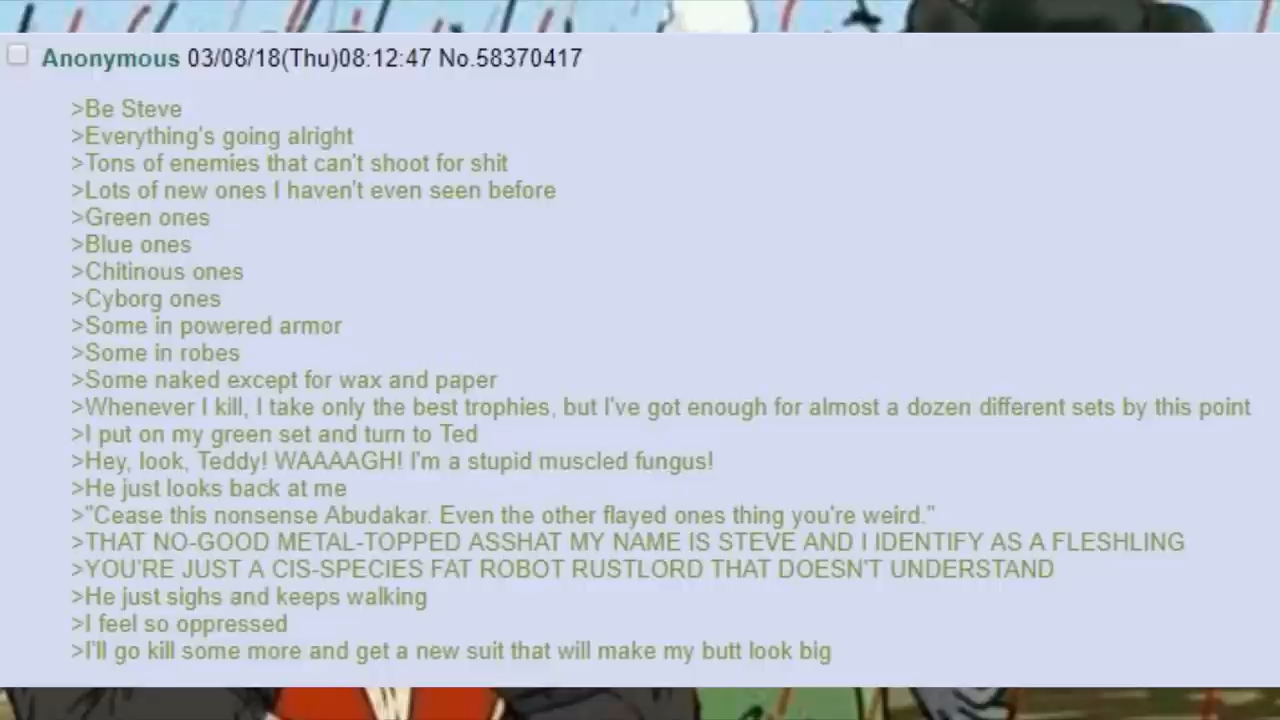 Anonymous 03/08/18(Thu)08:12:47 No.58370417
>Be Steve
>Everything's going alright
>Tons of enemies that can't shoot for shit
>Lots of new ones I haven't even seen before
>Green ones
>Blue ones
>Chitinous ones
>Cyborg ones
>Some in powered armor
>Some in robes
>Some naked except for wax and paper
>Whenever I kill, I take only the best trophies, but I've got enough for almost a dozen different sets by this point
>I put on my green set and turn to Ted
>Hey, look, Teddy! WAAAAGH! I'm a stupid muscled fungus!
>He just looks back at me
>"Cease this nonsense Abudakar. Even the other flayed ones thing you're weird."
>THAT NO-GOOD METAL-TOPPED ASSHAT MY NAME IS STEVE AND I IDENTIFY AS A FLESHLING
>YOU'RE JUST A CIS-SPECIES FAT ROBOT RUSTLORD THAT DOESN'T UNDERSTAND
>He just sighs and keeps walking
>I feel so oppressed
>I'll go kill some more and get a new suit that will make my butt look big